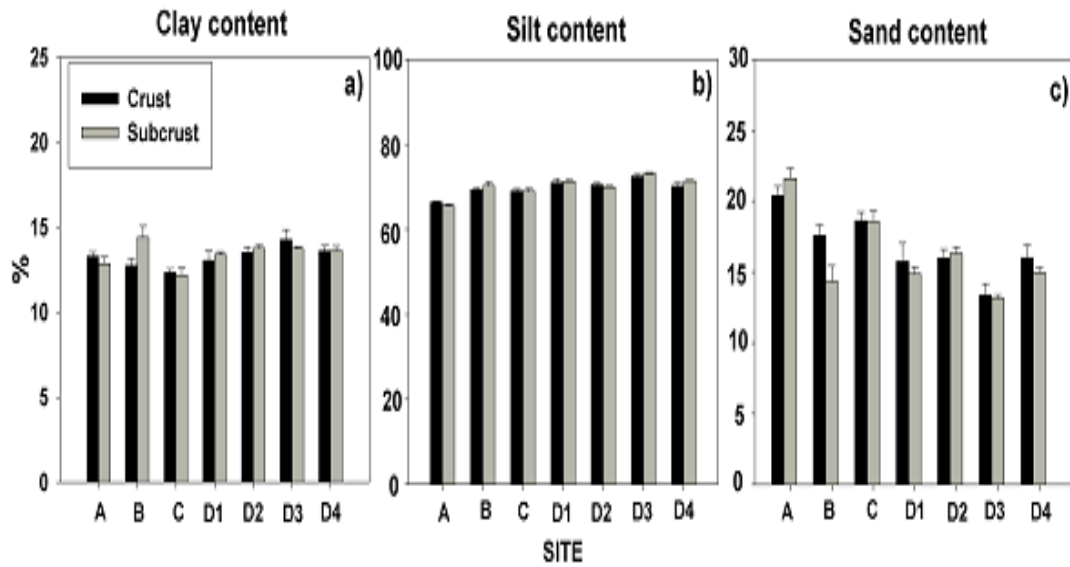 Clay content
25
20
15
10
5
0
%
Crust
Subcrust
a)
A B C D1 D2 D3 D4
Silt content
100
80
60
40
20
0
b)
A B C D1 D2 D3 D4
SITE
Sand content
30
25
20
15
10
5
0
c)
A B C D1 D2 D3 D4